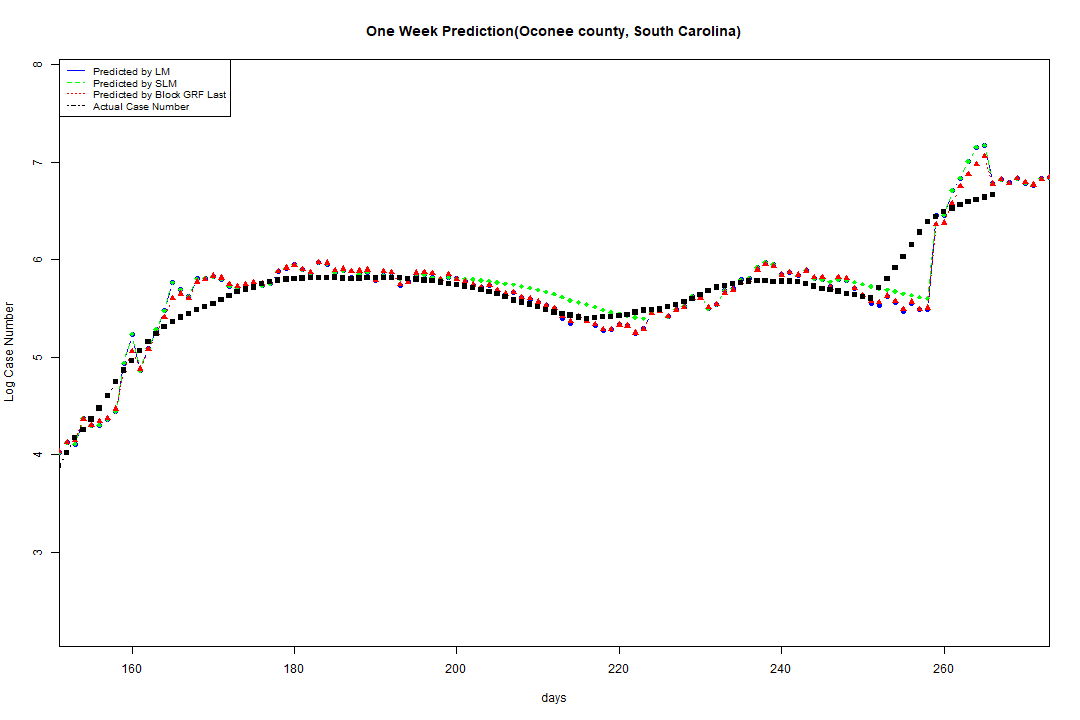 One Week Prediction(Oconee county, South Carolina)
Predicted by LM
Predicted by SLM
Predicted by Block GRF Last
Actual Case Number
8
7
6
5
4
3
Log Case Number
160 180 200 220 240 260
days